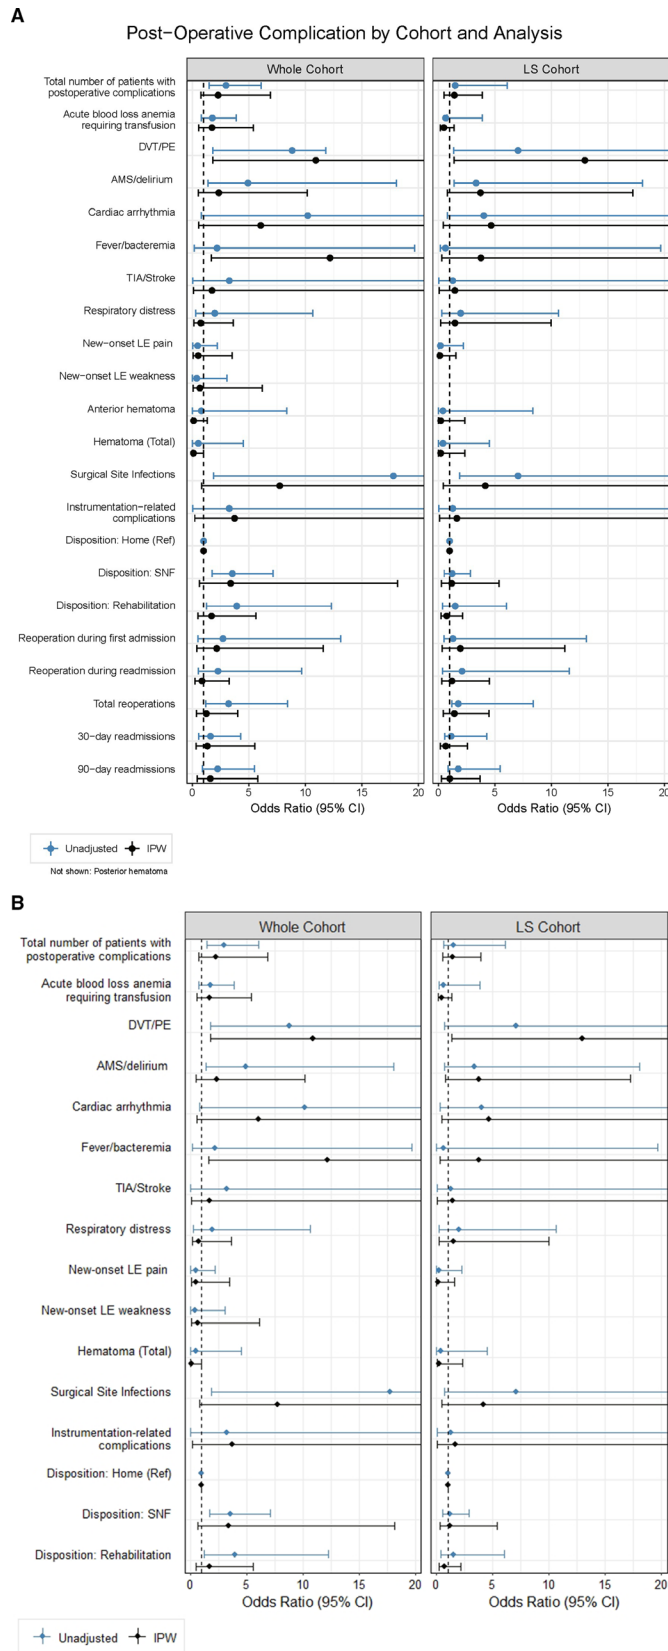 A
Post-Operative Complication by Cohort and Analysis
Whole Cohort
LS Cohort
Total number of patients with
postoperative complications
Acute blood loss anemia
requiring transfusion
DVT/PE
AMS/delirium
Cardiac arrhythmia
Fever/bacteremia
TIA/Stroke
Respiratory distress
New-onset LE pain
New-onset LE weakness
Anterior hematoma
Hematoma (Total)
Surgical Site Infections
Instrumentation-related
complications
Disposition: Home (Ref)
Disposition: SNF
Disposition: Rehabilitation
Reoperation during first admission
Reoperation during readmission
Total reoperations
30-day readmissions
90-day readmissions
0 5 10 15 20 0 5 10 15 20
Odds Ratio (95% CI) Odds Ratio (95% CI)
Unadjusted IPW
Not shown: Posterior hematoma
B
Whole Cohort
LS Cohort
Total number of patients with
postoperative complications
Acute blood loss anemia
requiring transfusion
DVT/PE
AMS/delirium
Cardiac arrhythmia
Fever/bacteremia
TIA/Stroke
Respiratory distress
New-onset LE pain
New-onset LE weakness
Hematoma (Total)
Surgical Site Infections
Instrumentation-related
complications
Disposition: Home (Ref)
Disposition: SNF
Disposition: Rehabilitation
0 5 10 15 20 0 5 10 15 20
Odds Ratio (95% CI) Odds Ratio (95% CI)
Unadjusted IPW